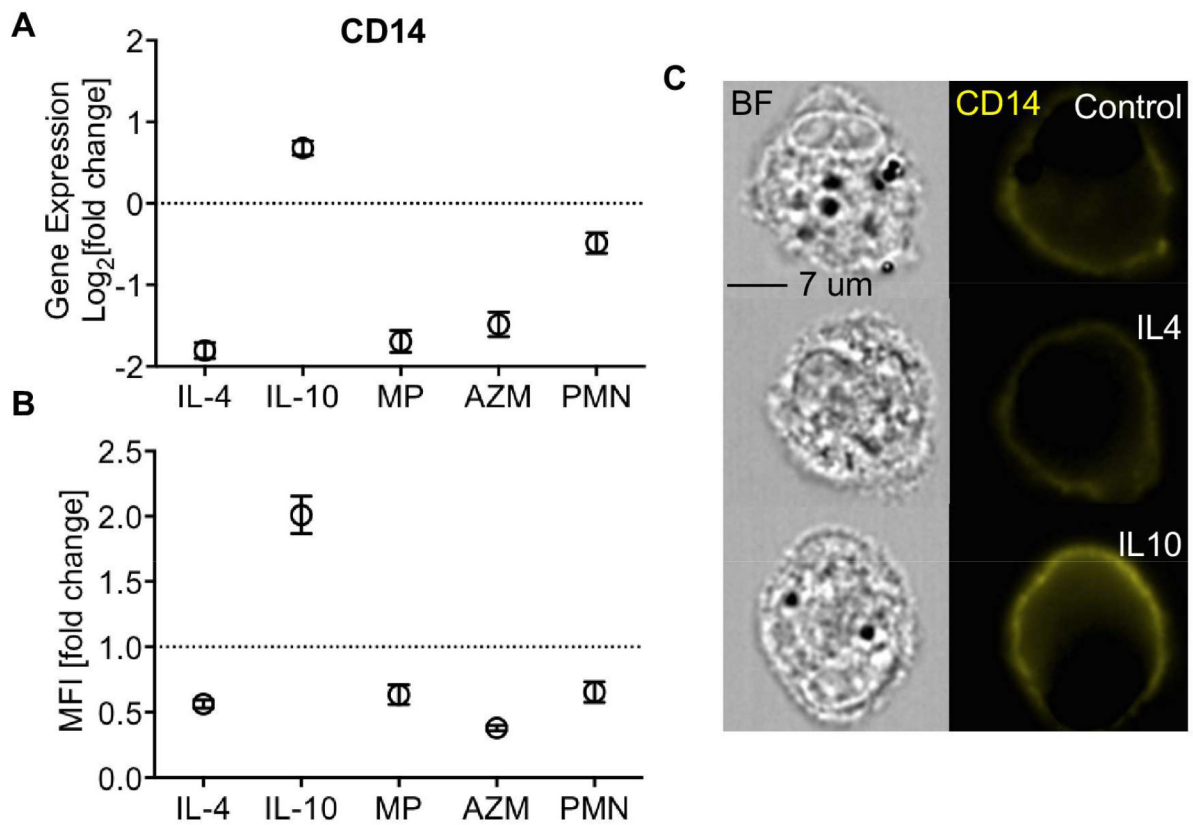 A
CD14
Gene Expression
Log2[fold change]
2
1
0
-1
-2
IL-4 IL-10 MP AZM PMN
B
MFI [fold change]
2.5
2.0
1.5
1.0
0.5
0.0
IL-4 IL-10 MP AZM PMN
C
BF CD14 Control
7 um
IL4
IL10